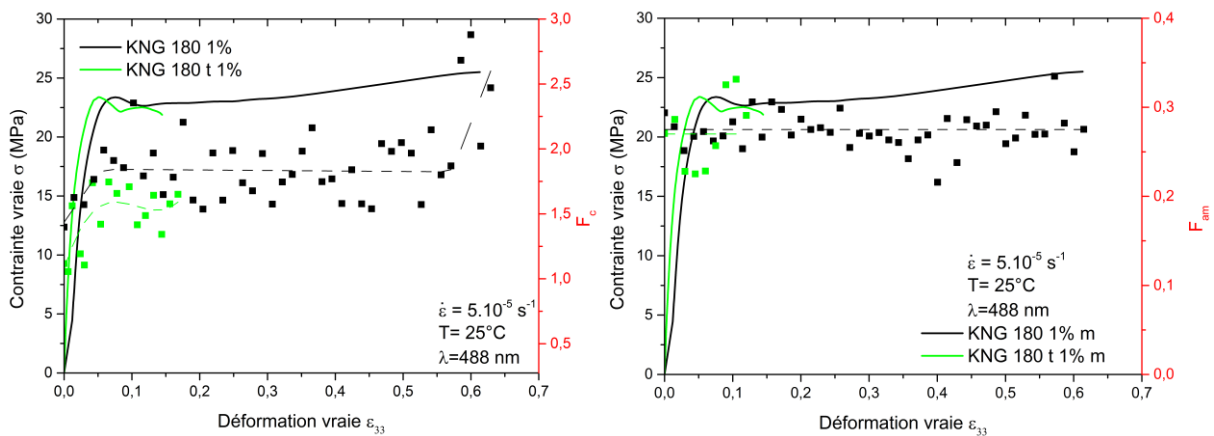 KNG 180 1%
KNG 180 t 1%
Contrainte vraie σ (MPa)
30
25
20
15
10
5
0
3,0
2,5
2,0
1,5
1,0
0,5
F_c
ε̇ = 5.10⁻⁵ s⁻¹
T= 25°C
λ=488 nm
0,0 0,1 0,2 0,3 0,4 0,5 0,6 0,7
Déformation vraie ε₃₃
Contrainte vraie σ (MPa)
30
25
20
15
10
5
0
0,4
0,3
0,2
0,1
0,0
F_am
ε̇ = 5.10⁻⁵ s⁻¹
T= 25°C
λ=488 nm
KNG 180 1% m
KNG 180 t 1% m
0,0 0,1 0,2 0,3 0,4 0,5 0,6 0,7
Déformation vraie ε₃₃